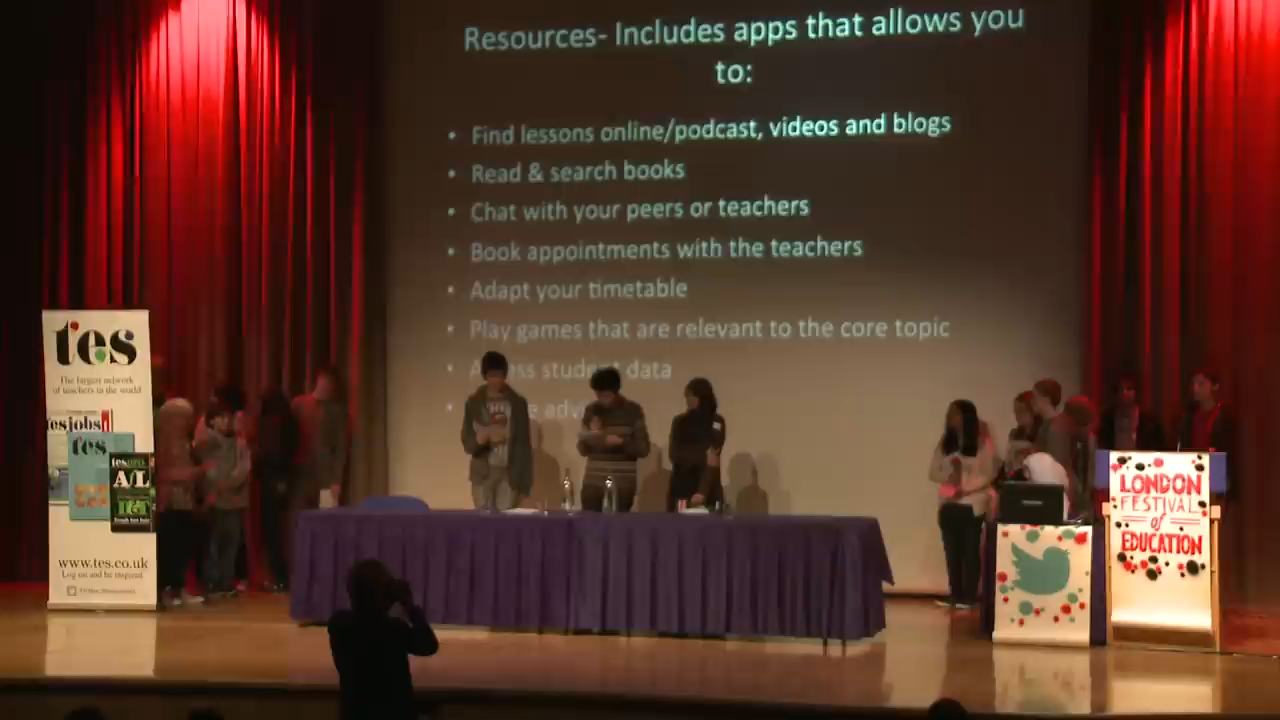 Resources- Includes apps that allows you
to:
• Find lessons online/podcast, videos and blogs
• Read & search books
• Chat with your peers or teachers
• Book appointments with the teachers
• Adapt your timetable
• Play games that are relevant to the core topic
• student data
tes
The largest network
of teachers in the world
tesjobs
tes
A/L
www.tes.co.uk
Log on and be inspired
LONDON
FESTIVAL
of
EDUCATION